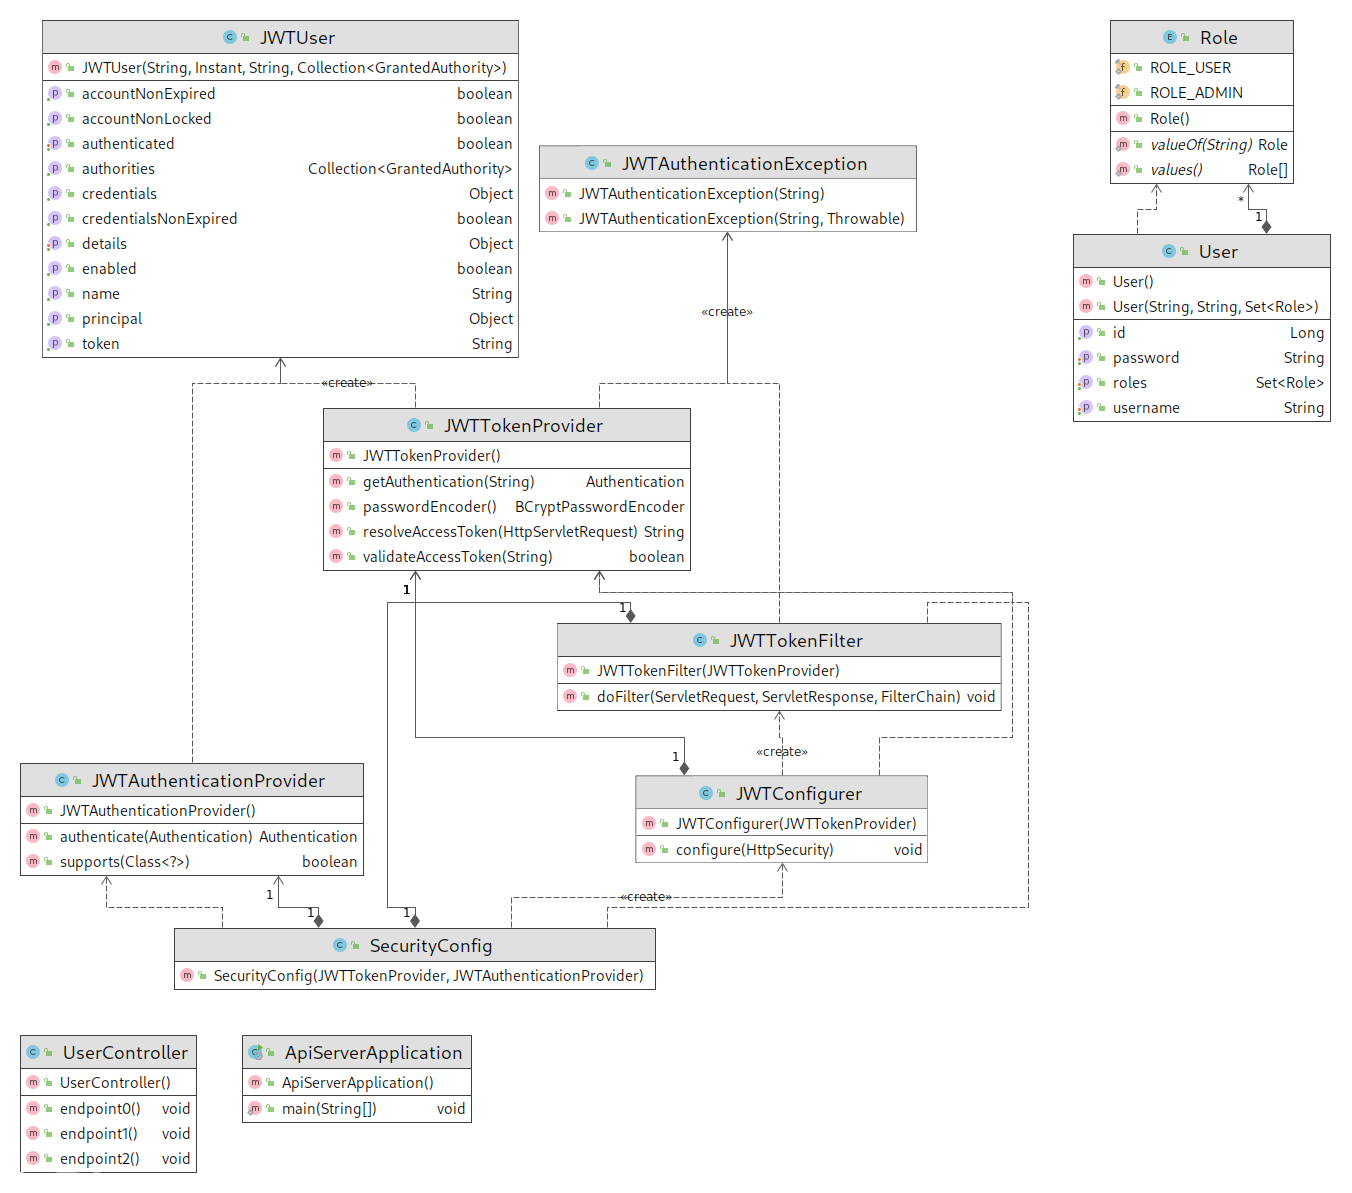 JWTUser
JWTUser(String, Instant, String, Collection<GrantedAuthority>)
accountNonExpired boolean
accountNonLocked boolean
authenticated boolean
authorities Collection<GrantedAuthority>
credentials Object
credentialsNonExpired boolean
details Object
enabled boolean
name String
principal Object
token String
JWTAuthenticationException
JWTAuthenticationException(String)
JWTAuthenticationException(String, Throwable)
Role
ROLE_USER
ROLE_ADMIN
Role()
valueOf(String) Role
values() Role[]
*
1
User
User()
User(String, String, Set<Role>)
id Long
password String
roles Set<Role>
username String
«create»
«create»
JWTTokenProvider
JWTTokenProvider()
getAuthentication(String) Authentication
passwordEncoder() BCryptPasswordEncoder
resolveAccessToken(HttpServletRequest) String
validateAccessToken(String) boolean
1
1
JWTTokenFilter
JWTTokenFilter(JWTTokenProvider)
doFilter(ServletRequest, ServletResponse, FilterChain) void
«create»
1
JWTAuthenticationProvider
JWTAuthenticationProvider()
authenticate(Authentication) Authentication
supports(Class<?>) boolean
JWTConfigurer
JWTConfigurer(JWTTokenProvider)
configure(HttpSecurity) void
1
1
1
«create»
SecurityConfig
SecurityConfig(JWTTokenProvider, JWTAuthenticationProvider)
UserController
UserController()
endpoint0() void
endpoint1() void
endpoint2() void
ApiServerApplication
ApiServerApplication()
main(String[]) void